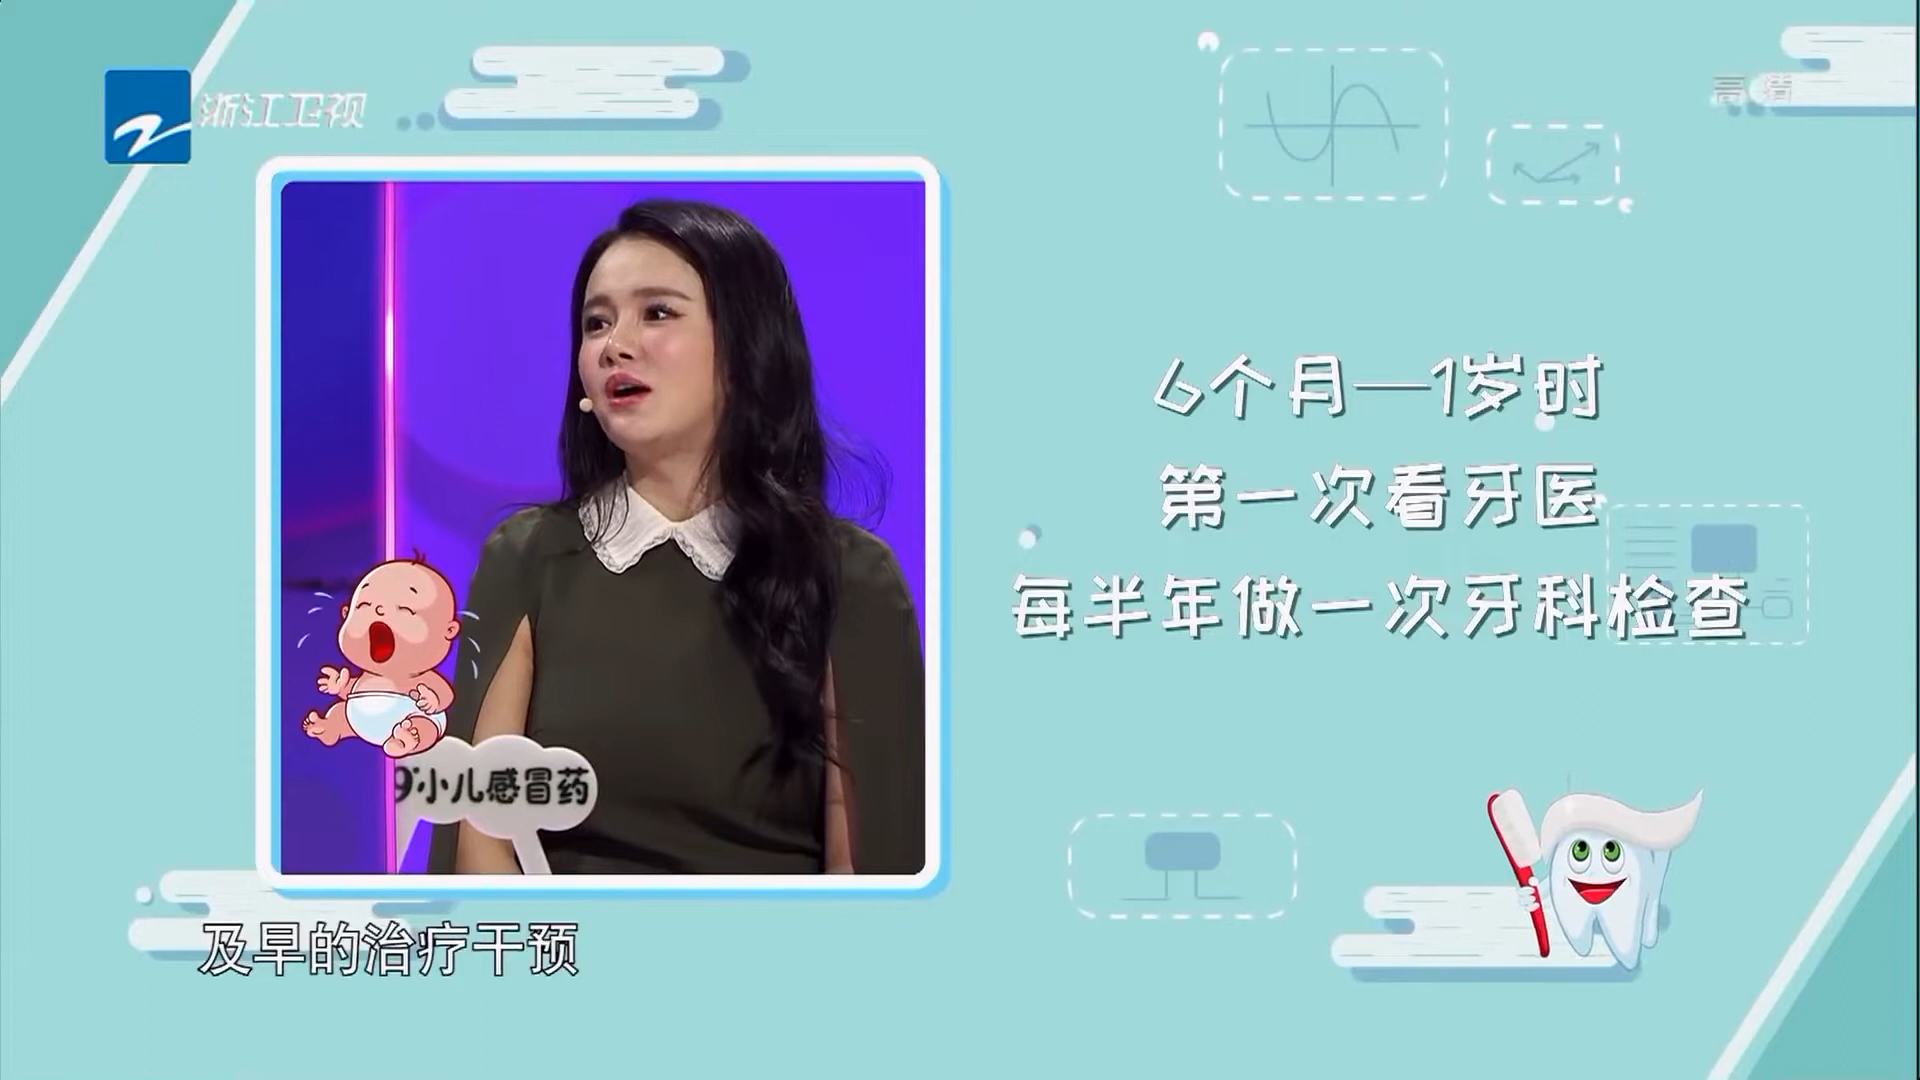 浙江卫视
高清
6个月—1岁时
第一次看牙医
每半年做一次牙科检查
9°小儿感冒药
及早的治疗干预